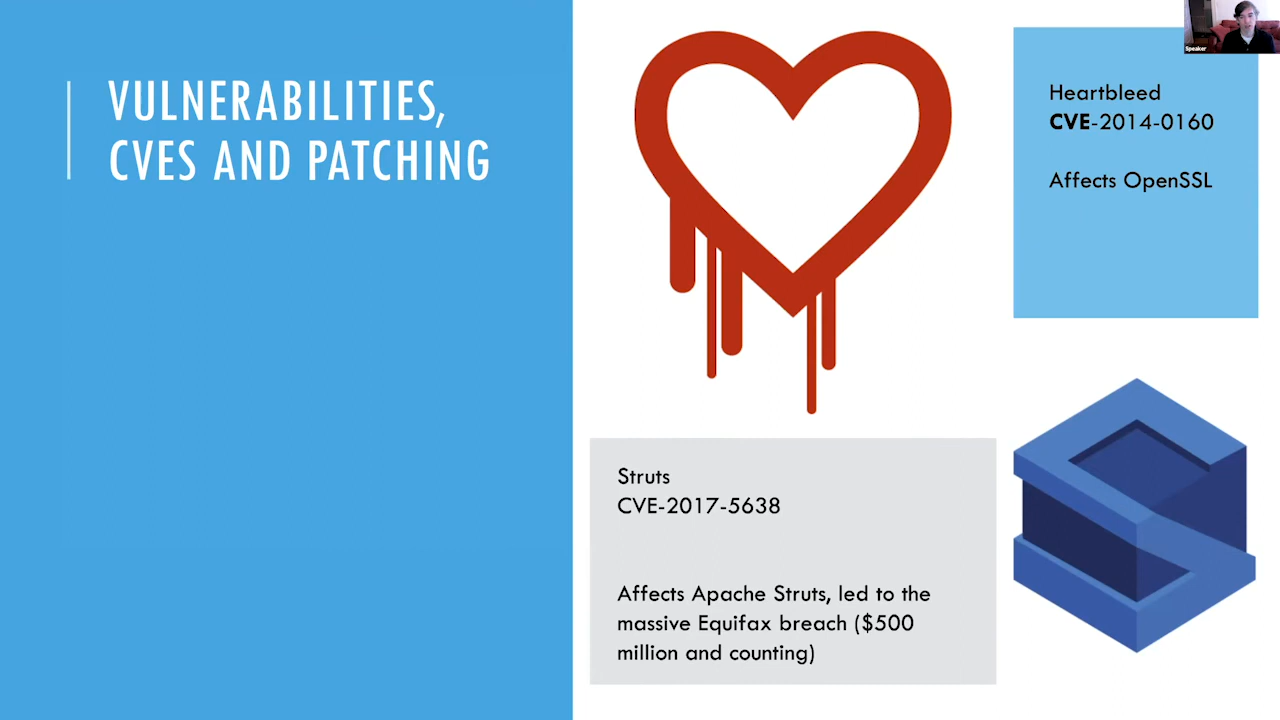 VULNERABILITIES,
CVES AND PATCHING
Heartbleed
CVE-2014-0160
Affects OpenSSL
Struts
CVE-2017-5638
Affects Apache Struts, led to the
massive Equifax breach ($500
million and counting)
Speaker